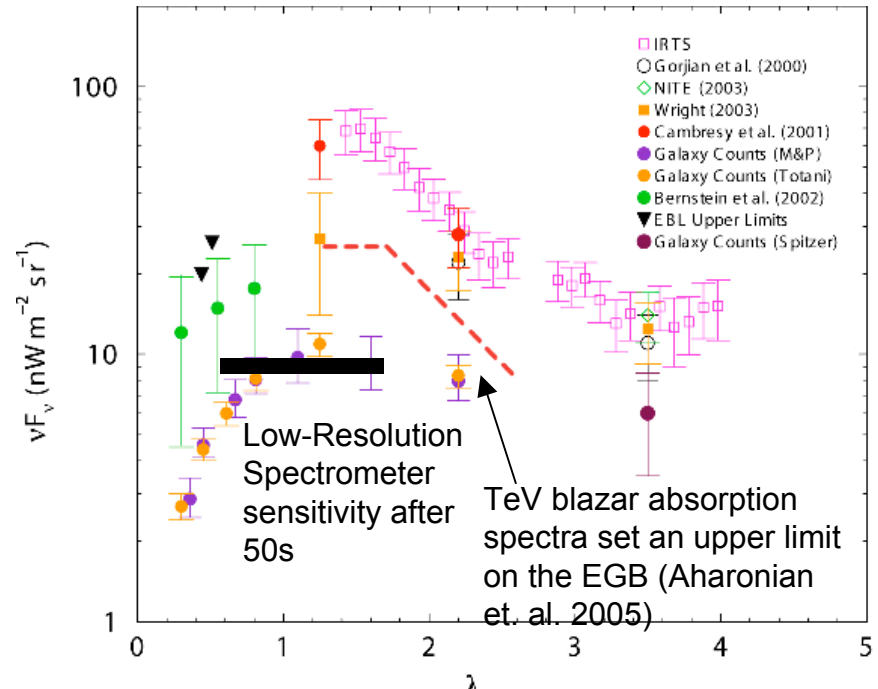 100
10
1
νFν (nW m−2 sr−1)
IRTS
Gorjian et al. (2000)
NITE (2003)
Wright (2003)
Cambresy et al. (2001)
Galaxy Counts (M&P)
Galaxy Counts (Totani)
Bernstein et al. (2002)
EBL Upper Limits
Galaxy Counts (Spitzer)
Low-Resolution
Spectrometer
sensitivity after
50s
TeV blazar absorption
spectra set an upper limit
on the EGB (Aharonian
et. al. 2005)
0 1 2 3 4 5
λ